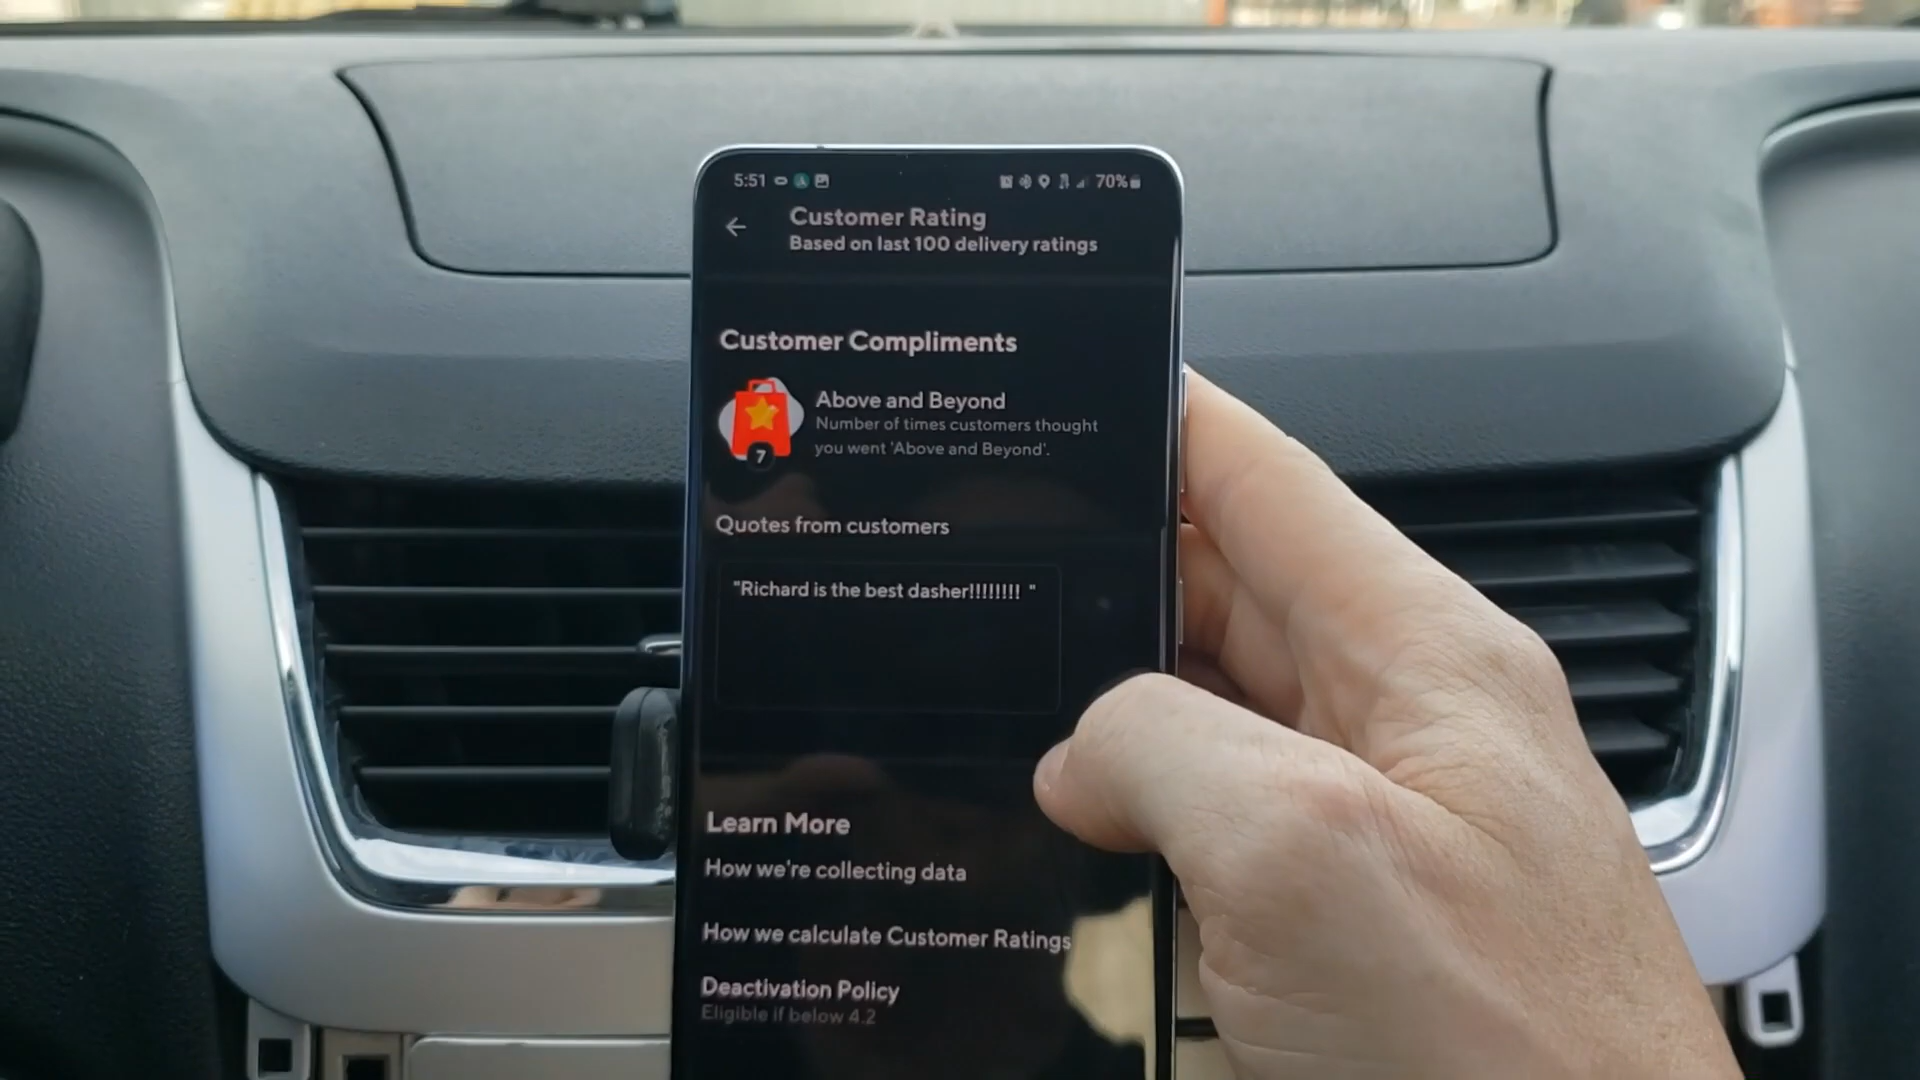 5:51
70%
Customer Rating
Based on last 100 delivery ratings
Customer Compliments
Above and Beyond
Number of times customers thought
you went 'Above and Beyond'.
7
Quotes from customers
"Richard is the best dasher!!!!!!!! "
Learn More
How we're collecting data
How we calculate Customer Ratings
Deactivation Policy
Eligible if below 4.2